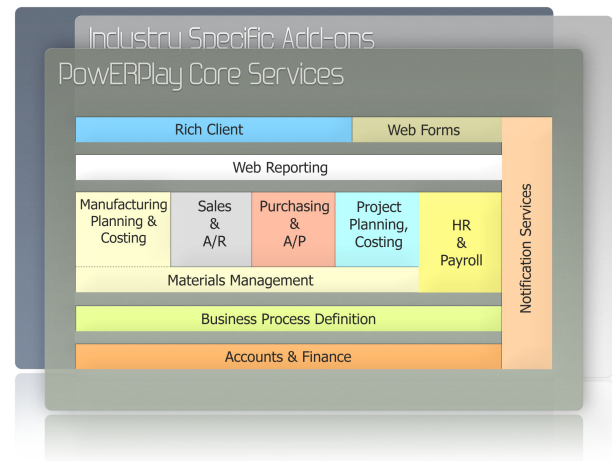 Industry Specific Add-ons
PowERPlay Core Services
Rich Client
Web Forms
Web Reporting
Manufacturing
Planning &
Costing
Sales
&
A/R
Purchasing
&
A/P
Project
Planning,
Costing
HR
&
Payroll
Notification Services
Materials Management
Business Process Definition
Accounts & Finance